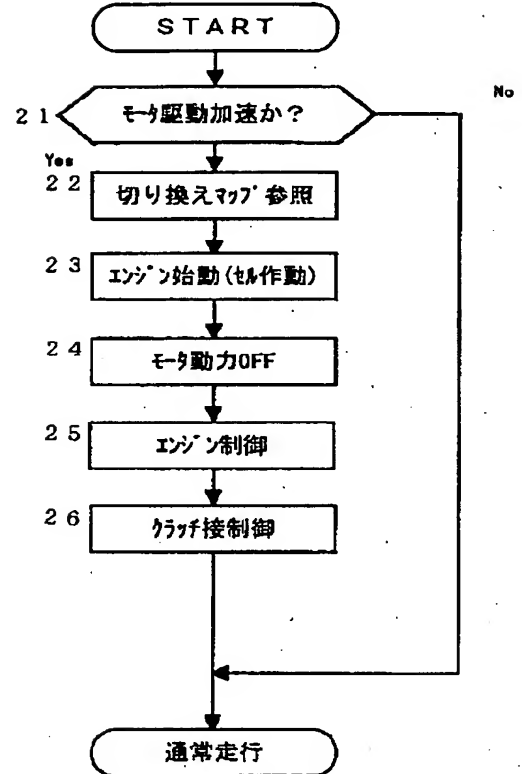 START
No
21 モータ駆動加速か?
Yes
22 切り換えマップ参照
23 エンジン始動(セル作動)
24 モータ動力OFF
25 エンジン制御
26 クラッチ接制御
通常走行